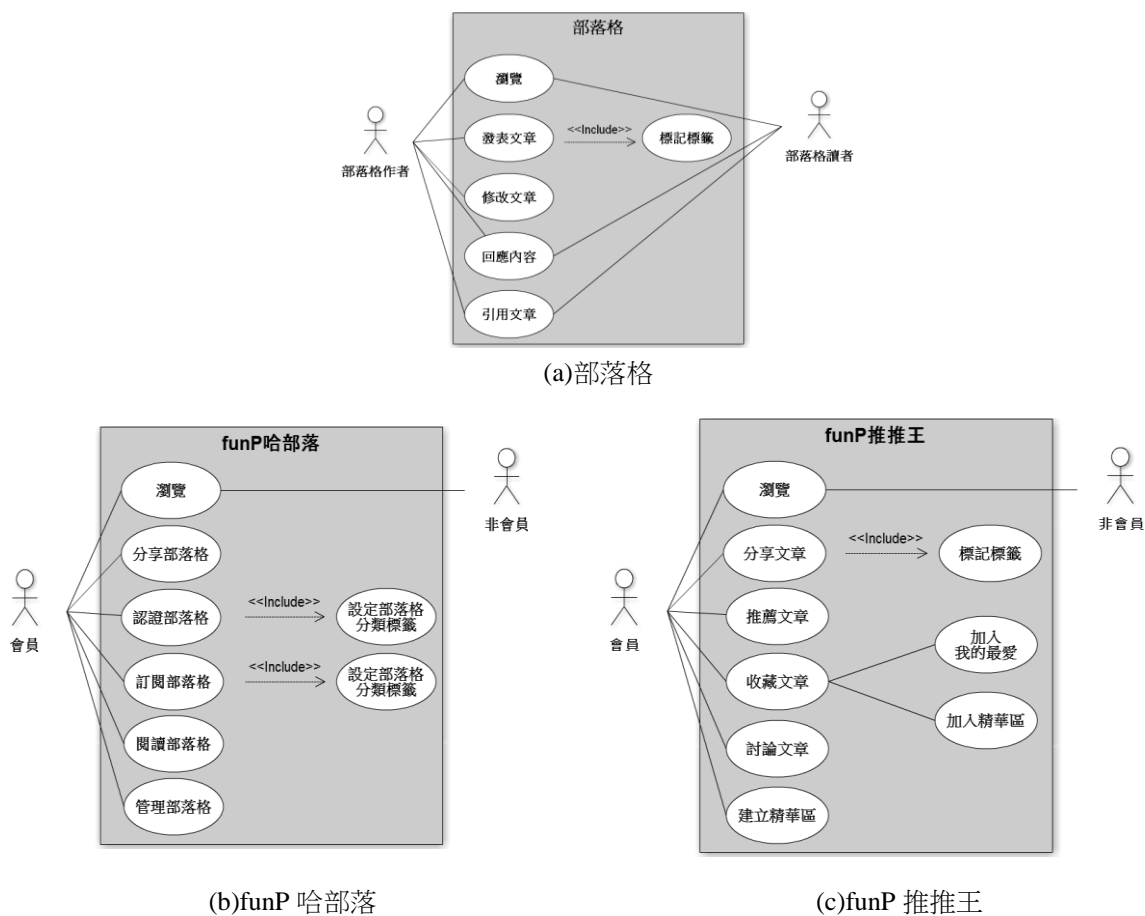 部落格
瀏覽
發表文章
<<Include>>
標記標籤
修改文章
回應內容
引用文章
部落格作者
部落格讀者
(a)部落格
funP哈部落
瀏覽
分享部落格
認證部落格
<<Include>>
設定部落格
分類標籤
訂閱部落格
<<Include>>
設定部落格
分類標籤
閱讀部落格
管理部落格
會員
非會員
(b)funP 哈部落
funP推推王
瀏覽
分享文章
<<Include>>
標記標籤
推薦文章
收藏文章
加入
我的最愛
加入精華區
討論文章
建立精華區
會員
非會員
(c)funP 推推王